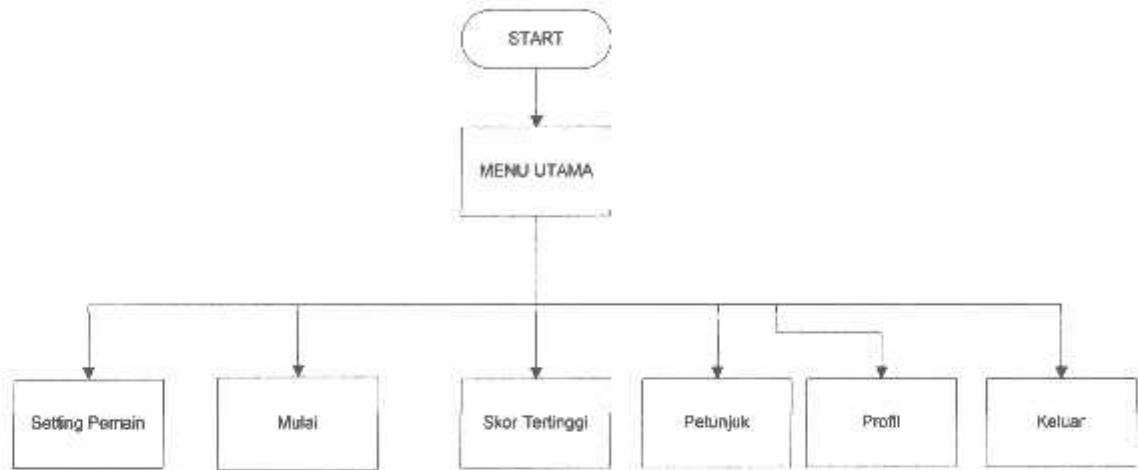 START
MENU UTAMA
Setting Pemain
Mulai
Skor Tertinggi
Petunjuk
Profil
Keluar